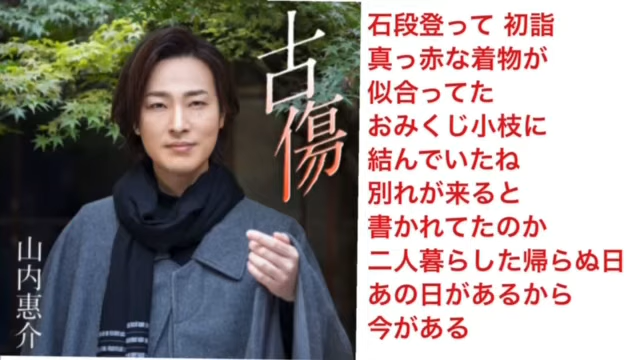 古傷
山内惠介
石段登って 初詣
真っ赤な着物が
似合ってた
おみくじ小枝に
結んでいたね
別れが来ると
書かれてたのか
二人暮らした帰らぬ日
あの日があるから
今がある